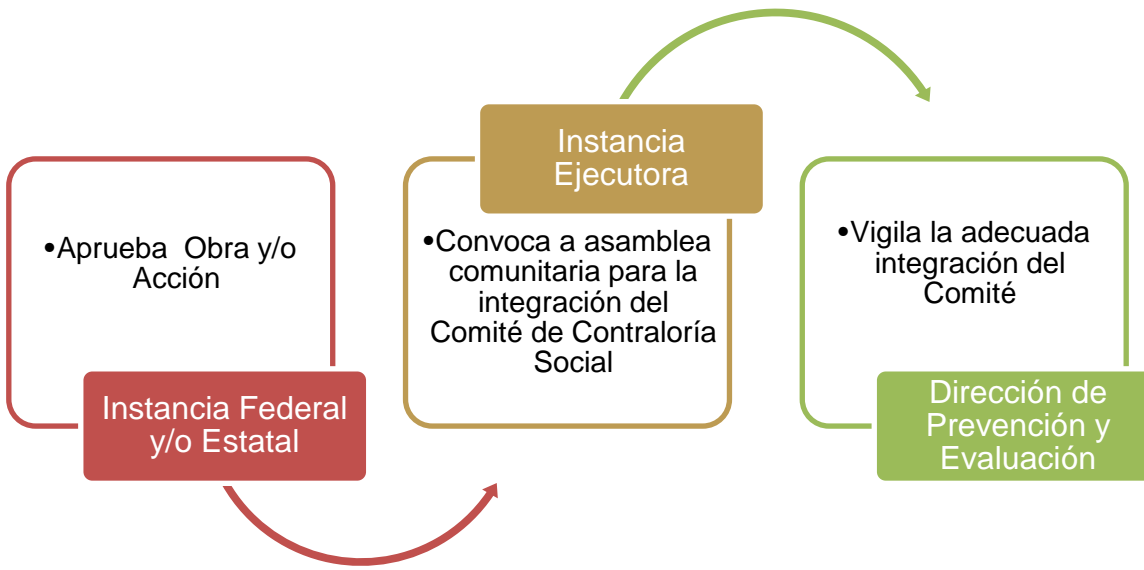 •Aprueba Obra y/o
Acción
Instancia Federal
y/o Estatal
Instancia
Ejecutora
•Convoca a asamblea
comunitaria para la
integración del
Comité de Contraloría
Social
•Vigila la adecuada
integración del
Comité
Dirección de
Prevención y
Evaluación